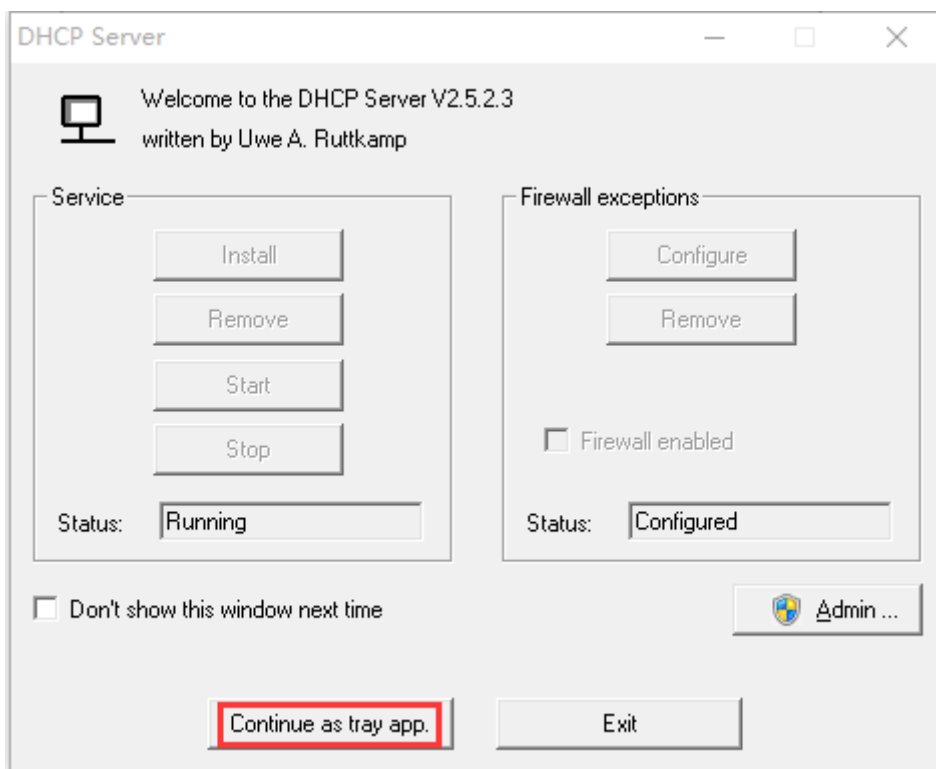 DHCP Server
Welcome to the DHCP Server V2.5.2.3
written by Uwe A. Ruttkamp
Service
Install
Remove
Start
Stop
Status: Running
Firewall exceptions
Configure
Remove
Firewall enabled
Status: Configured
Don't show this window next time
Admin ...
Continue as tray app.
Exit